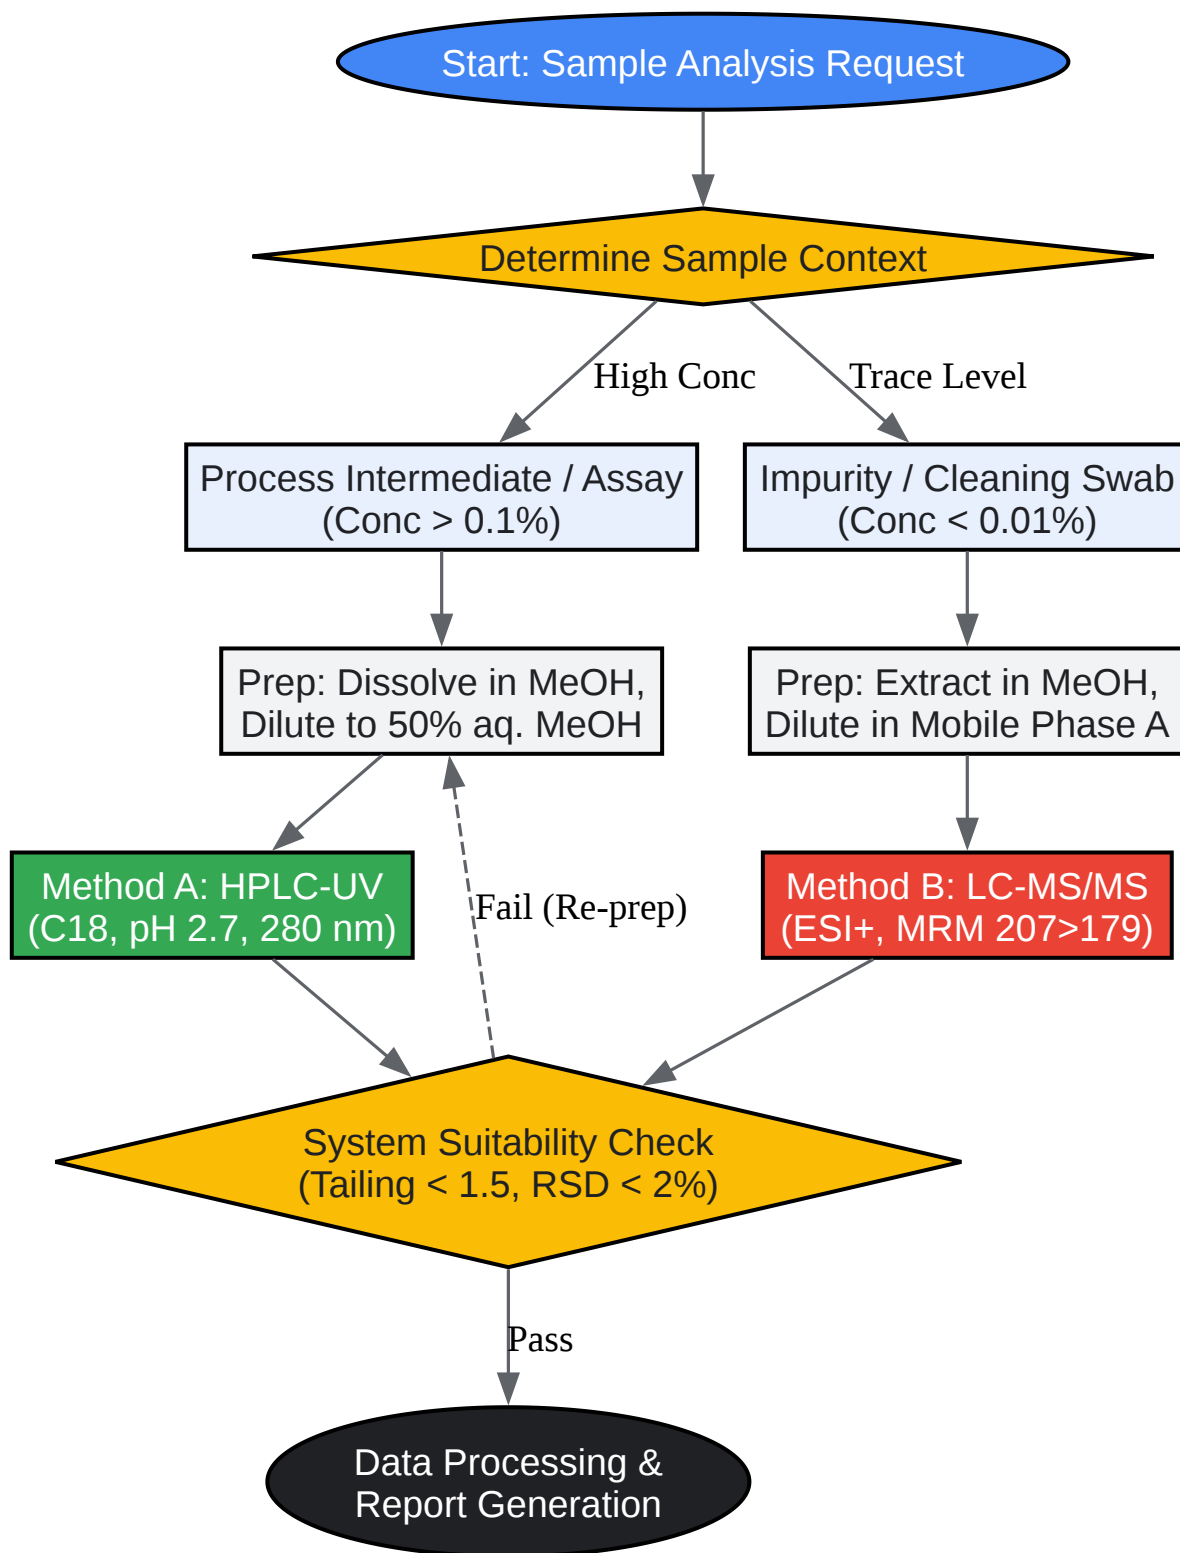 Start: Sample Analysis Request
Determine Sample Context
High Conc
Trace Level
Process Intermediate / Assay
(Conc > 0.1%)
Impurity / Cleaning Swab
(Conc < 0.01%)
Prep: Dissolve in MeOH,
Dilute to 50% aq. MeOH
Prep: Extract in MeOH,
Dilute in Mobile Phase A
Method A: HPLC-UV
(C18, pH 2.7, 280 nm)
Fail (Re-prep)
Method B: LC-MS/MS
(ESI+, MRM 207>179)
System Suitability Check
(Tailing < 1.5, RSD < 2%)
Pass
Data Processing &
Report Generation